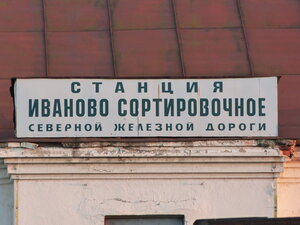 СТАНЦИЯ
ИВАНОВО СОРТИРОВОЧНОЕ
СЕВЕРНОЙ ЖЕЛЕЗНОЙ ДОРОГИ